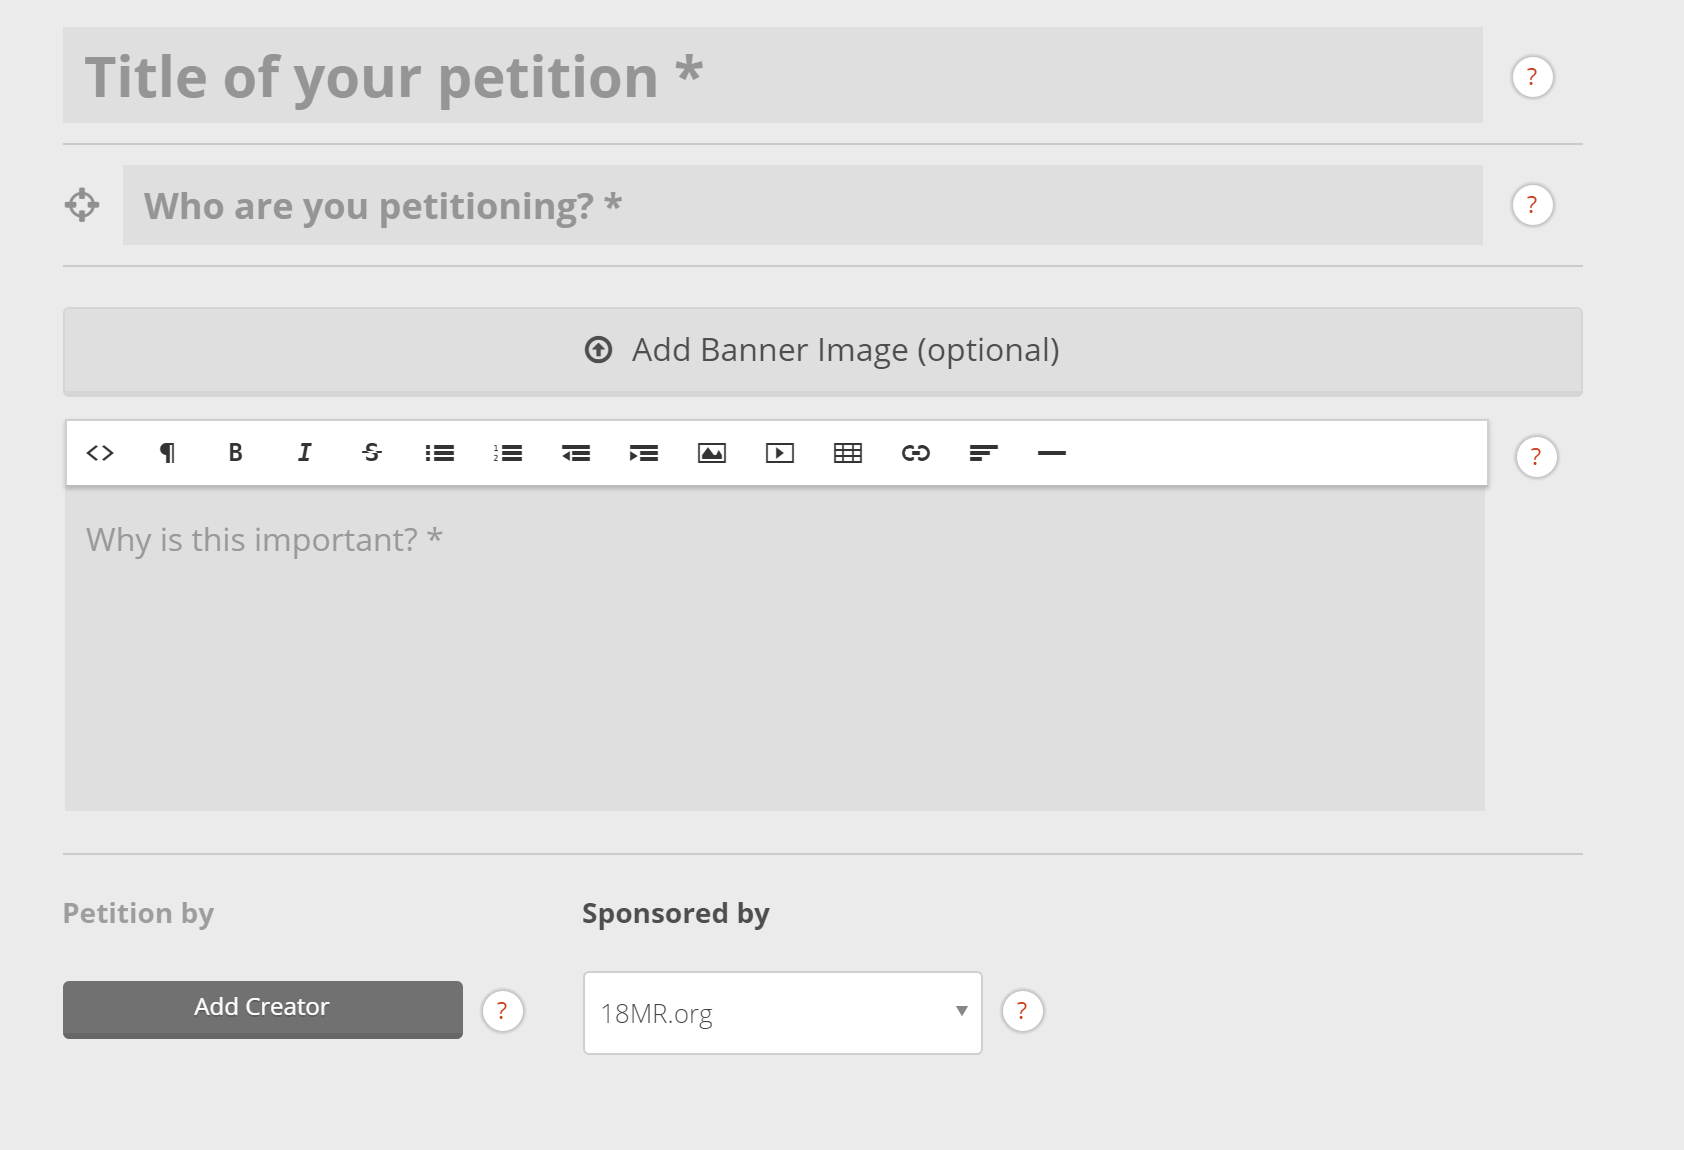 Title of your petition *
?
Who are you petitioning? *
?
Add Banner Image (optional)
<> ¶ B I S
?
Why is this important? *
Petition by
Sponsored by
Add Creator
?
18MR.org
?